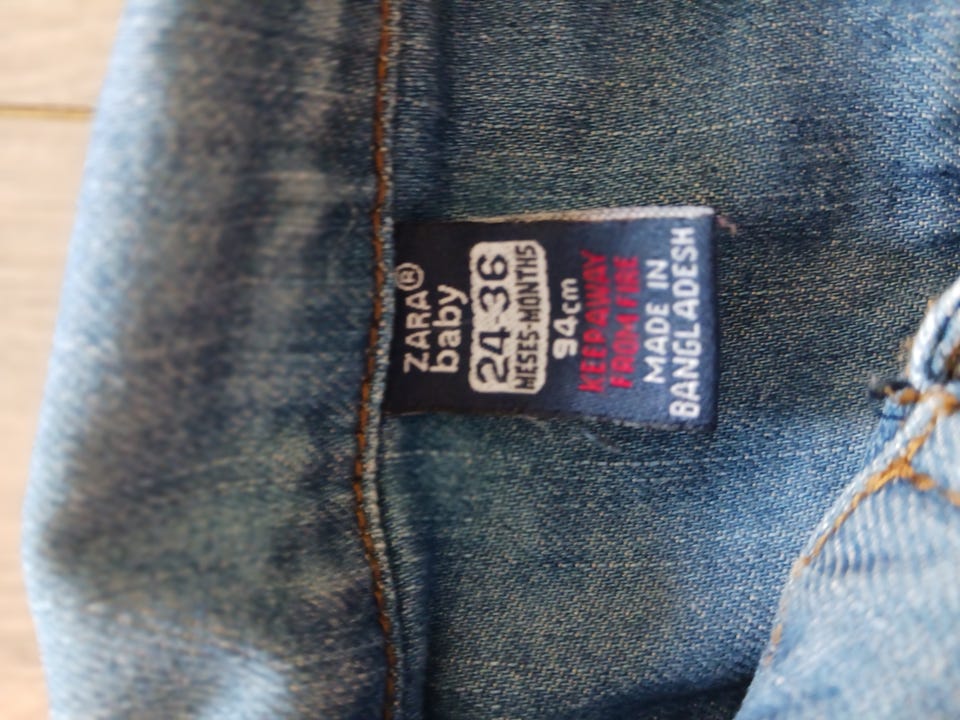 ZARA®
baby
24-36
MESES-MONTHS
94cm
KEEP AWAY
FROM FIRE
MADE IN
BANGLADESH